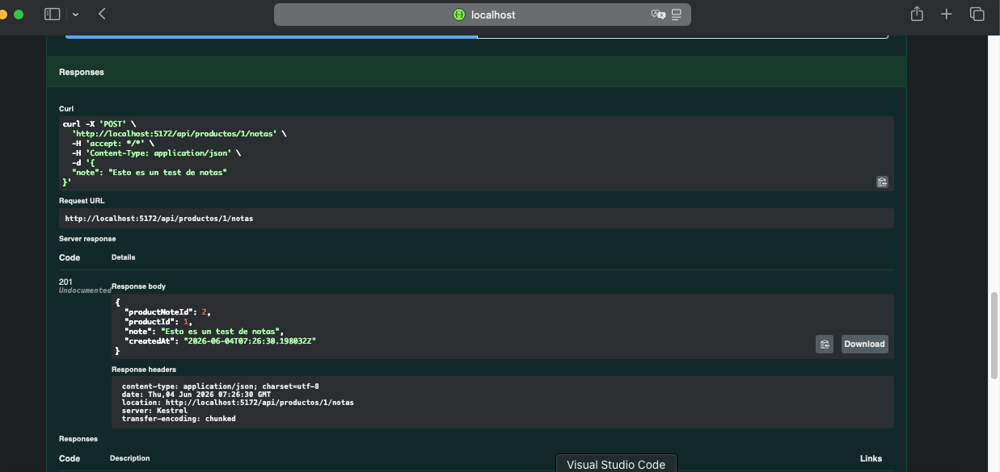 localhost
Responses
Curl
curl -X 'POST' \
'http://localhost:5172/api/productos/1/notas' \
-H 'accept: */*' \
-H 'Content-Type: application/json' \
-d '{
"note": "Esto es un test de notas"
}'
Request URL
http://localhost:5172/api/productos/1/notas
Server response
Code Details
201
Undocumented
Response body
{
"productNoteId": 2,
"productId": 1,
"note": "Esto es un test de notas",
"createdAt": "2026-06-04T07:26:30.198032Z"
}
Download
Response headers
content-type: application/json; charset=utf-8
date: Thu,04 Jun 2026 07:26:30 GMT
location: http://localhost:5172/api/productos/1/notas
server: Kestrel
transfer-encoding: chunked
Responses
Code Description Links
Visual Studio Code